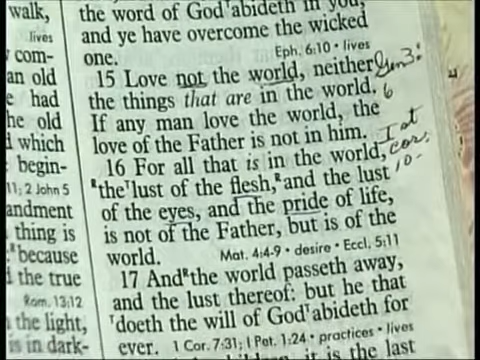 walk,
lives
com-
an old
e had
he old
which
begin-
11; 2 John 5
andment
thing is
because
the true
Rom. 13:12
the light,
is in dark-
the word of God abideth in you,
and ye have overcome the wicked
one.
Eph. 6:10 • lives
15 Love not the world, neither
the things that are in the world.
If any man love the world, the
love of the Father is not in him.
16 For all that is in the world,
the lust of the flesh, and the lust
of the eyes, and the pride of life,
is not of the Father, but is of the
world.
Mat. 4:4-9 • desire • Eccl. 5:11
17 And the world passeth away,
and the lust thereof: but he that
doeth the will of God abideth for
ever.
1 Cor. 7:31; 1 Pet. 1:24 • practices • lives
it is the last
Gen 3:
6
cor.
10-